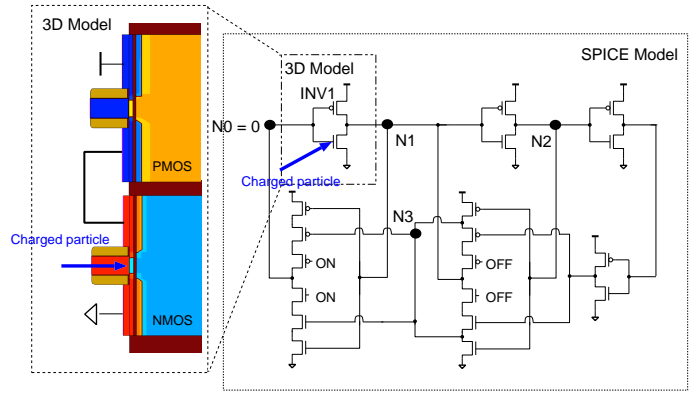 3D Model
SPICE Model
3D Model
INV1
N0 = 0
N1
N2
Charged particle
PMOS
N3
Charged particle
ON
OFF
ON
OFF
NMOS